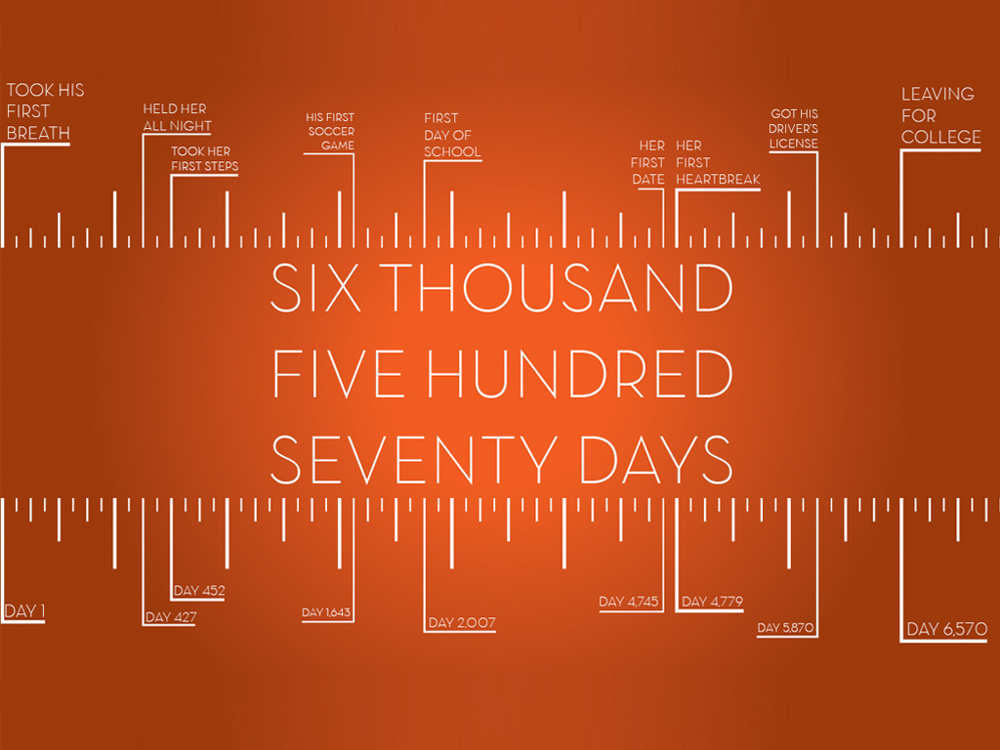 TOOK HIS
FIRST
BREATH
HELD HER
ALL NIGHT
TOOK HER
FIRST STEPS
HIS FIRST
SOCCER
GAME
FIRST
DAY OF
SCHOOL
HER
FIRST
DATE
HER
FIRST
HEARTBREAK
GOT HIS
DRIVER'S
LICENSE
LEAVING
FOR
COLLEGE
SIX THOUSAND
FIVE HUNDRED
SEVENTY DAYS
DAY 1
DAY 427
DAY 452
DAY 1,643
DAY 2,007
DAY 4,745
DAY 4,779
DAY 5,870
DAY 6,570